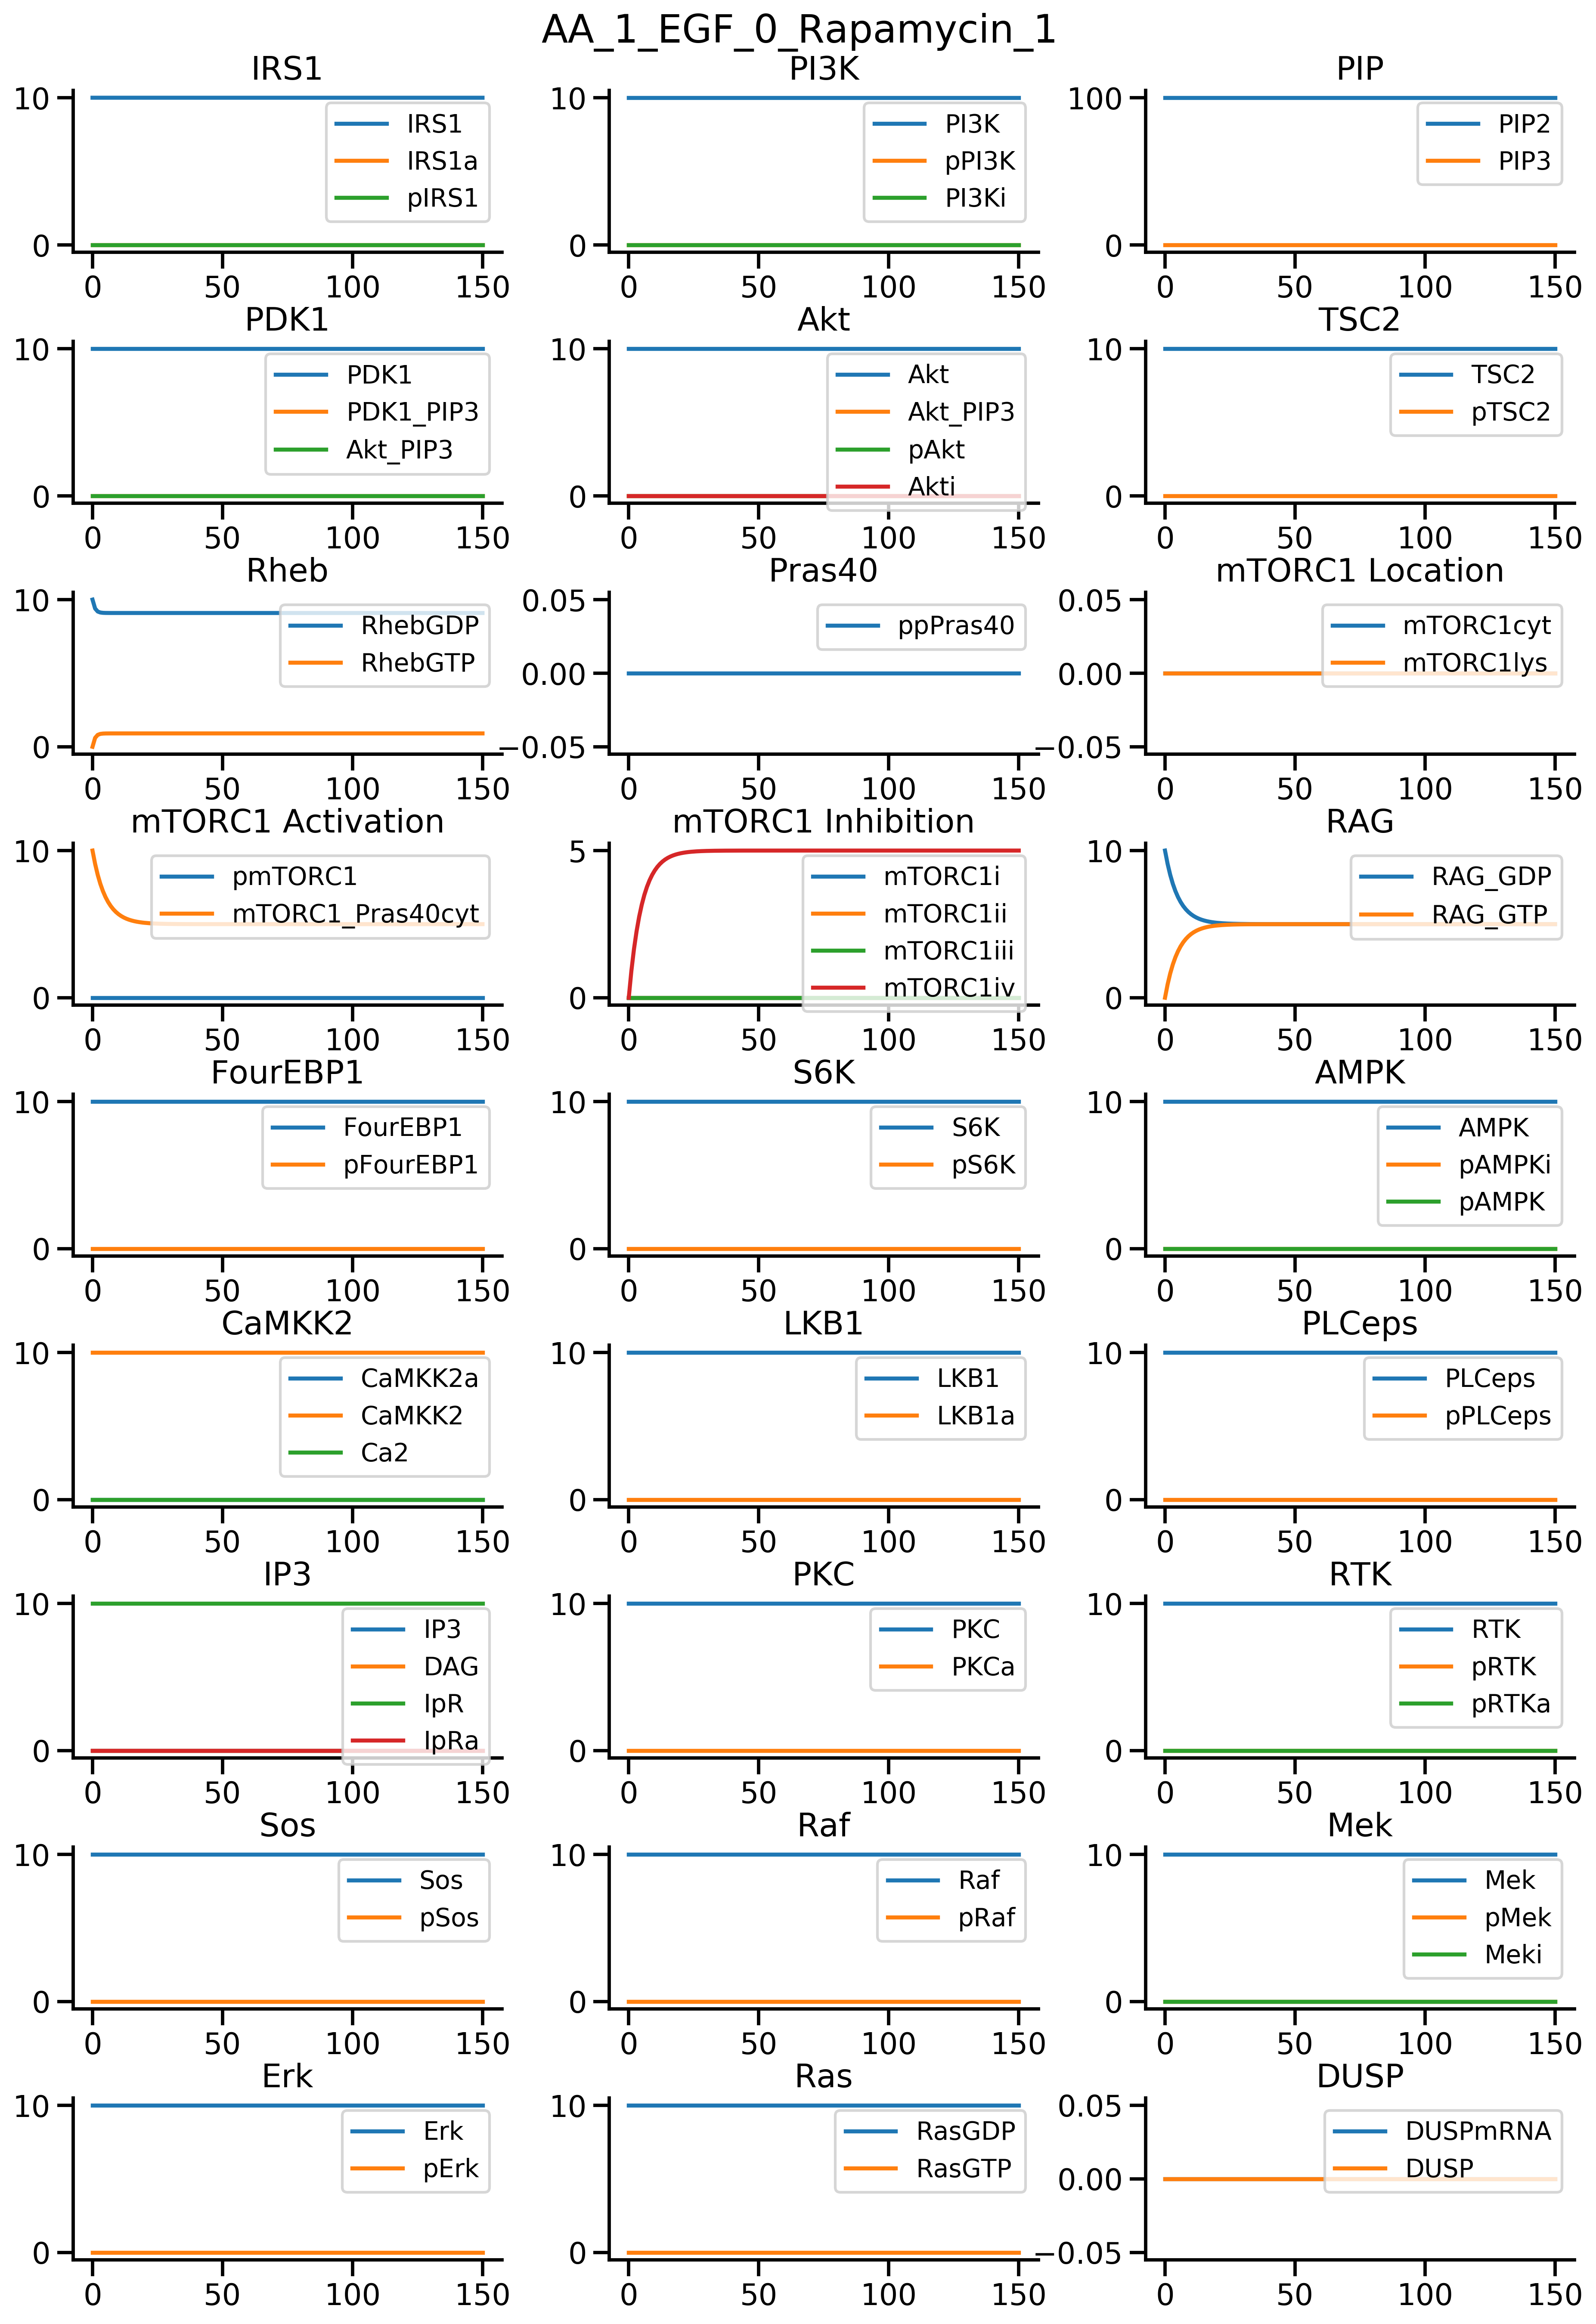 AA_1_EGF_0_Rapamycin_1
IRS1
10
0
IRS1
IRS1a
pIRS1
0 50 100 150
PI3K
10
0
PI3K
pPI3K
PI3Ki
0 50 100 150
PIP
100
0
PIP2
PIP3
0 50 100 150
PDK1
10
0
PDK1
PDK1_PIP3
Akt_PIP3
0 50 100 150
Akt
10
0
Akt
Akt_PIP3
pAkt
Akti
0 50 100 150
TSC2
10
0
TSC2
pTSC2
0 50 100 150
Rheb
10
0
RhebGDP
RhebGTP
0 50 100 150
Pras40
0.05
0.00
−0.05
ppPras40
0 50 100 150
mTORC1 Location
0.05
0.00
−0.05
mTORC1cyt
mTORC1lys
0 50 100 150
mTORC1 Activation
10
0
pmTORC1
mTORC1_Pras40cyt
0 50 100 150
mTORC1 Inhibition
5
0
mTORC1i
mTORC1ii
mTORC1iii
mTORC1iv
0 50 100 150
RAG
10
0
RAG_GDP
RAG_GTP
0 50 100 150
FourEBP1
10
0
FourEBP1
pFourEBP1
0 50 100 150
S6K
10
0
S6K
pS6K
0 50 100 150
AMPK
10
0
AMPK
pAMPKi
pAMPK
0 50 100 150
CaMKK2
10
0
CaMKK2a
CaMKK2
Ca2
0 50 100 150
LKB1
10
0
LKB1
LKB1a
0 50 100 150
PLCeps
10
0
PLCeps
pPLCeps
0 50 100 150
IP3
10
0
IP3
DAG
IpR
IpRa
0 50 100 150
PKC
10
0
PKC
PKCa
0 50 100 150
RTK
10
0
RTK
pRTK
pRTKa
0 50 100 150
Sos
10
0
Sos
pSos
0 50 100 150
Raf
10
0
Raf
pRaf
0 50 100 150
Mek
10
0
Mek
pMek
Meki
0 50 100 150
Erk
10
0
Erk
pErk
0 50 100 150
Ras
10
0
RasGDP
RasGTP
0 50 100 150
DUSP
0.05
0.00
−0.05
DUSPmRNA
DUSP
0 50 100 150